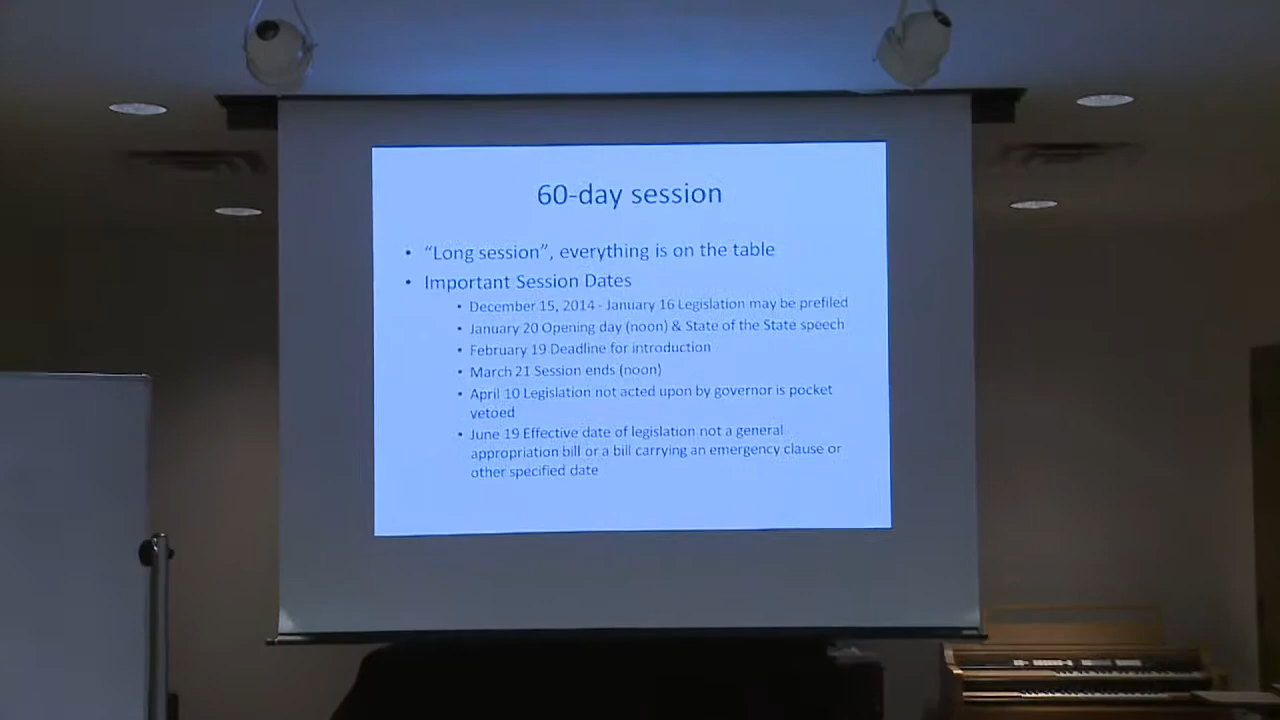 60-day session
• “Long session”, everything is on the table
• Important Session Dates
• December 15, 2014 - January 16 Legislation may be prefiled
• January 20 Opening day (noon) & State of the State speech
• February 19 Deadline for introduction
• March 21 Session ends (noon)
• April 10 Legislation not acted upon by governor is pocket
vetoed
• June 19 Effective date of legislation not a general
appropriation bill or a bill carrying an emergency clause or
other specified date